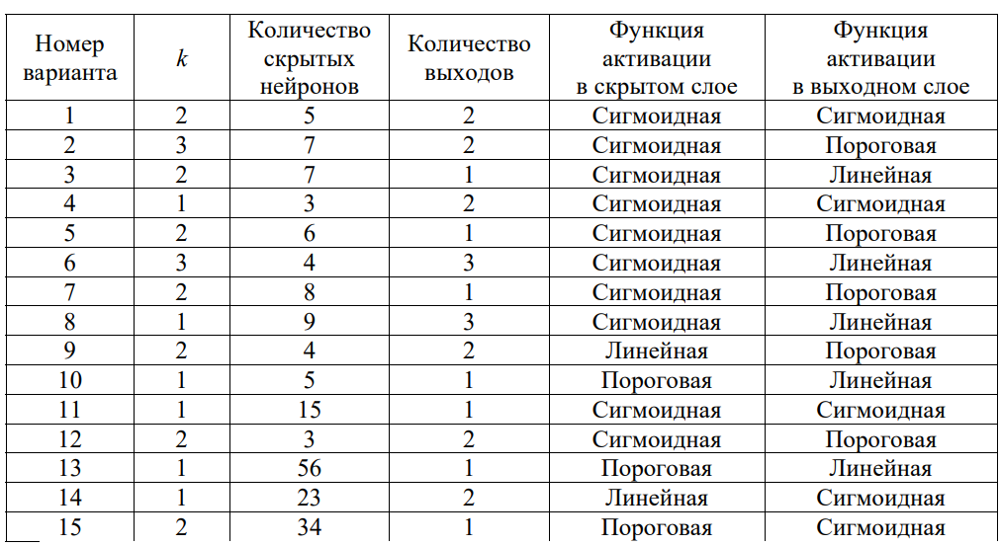 Номер варианта k Количество скрытых нейронов Количество выходов Функция активации в скрытом слое Функция активации в выходном слое
1 2 5 2 Сигмоидная Сигмоидная
2 3 7 2 Сигмоидная Пороговая
3 2 7 1 Сигмоидная Линейная
4 1 3 2 Сигмоидная Сигмоидная
5 2 6 1 Сигмоидная Пороговая
6 3 4 3 Сигмоидная Линейная
7 2 8 1 Сигмоидная Пороговая
8 1 9 3 Сигмоидная Линейная
9 2 4 2 Линейная Пороговая
10 1 5 1 Пороговая Линейная
11 1 15 1 Сигмоидная Сигмоидная
12 2 3 2 Сигмоидная Пороговая
13 1 56 1 Пороговая Линейная
14 1 23 2 Линейная Сигмоидная
15 2 34 1 Пороговая Сигмоидная